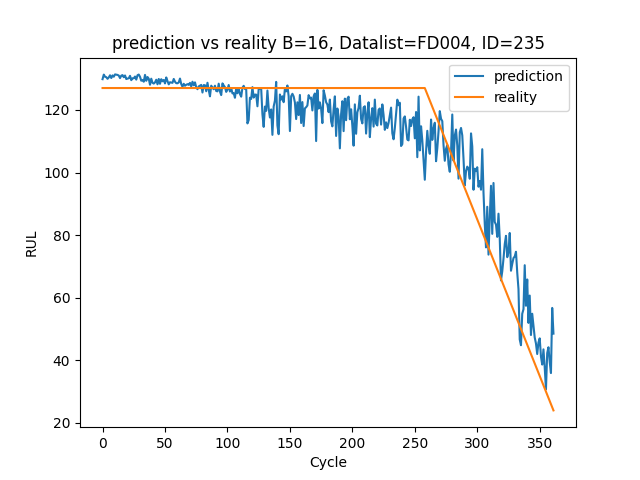 prediction vs reality B=16, Datalist=FD004, ID=235
prediction
reality
RUL
120
100
80
60
40
20
0 50 100 150 200 250 300 350
Cycle